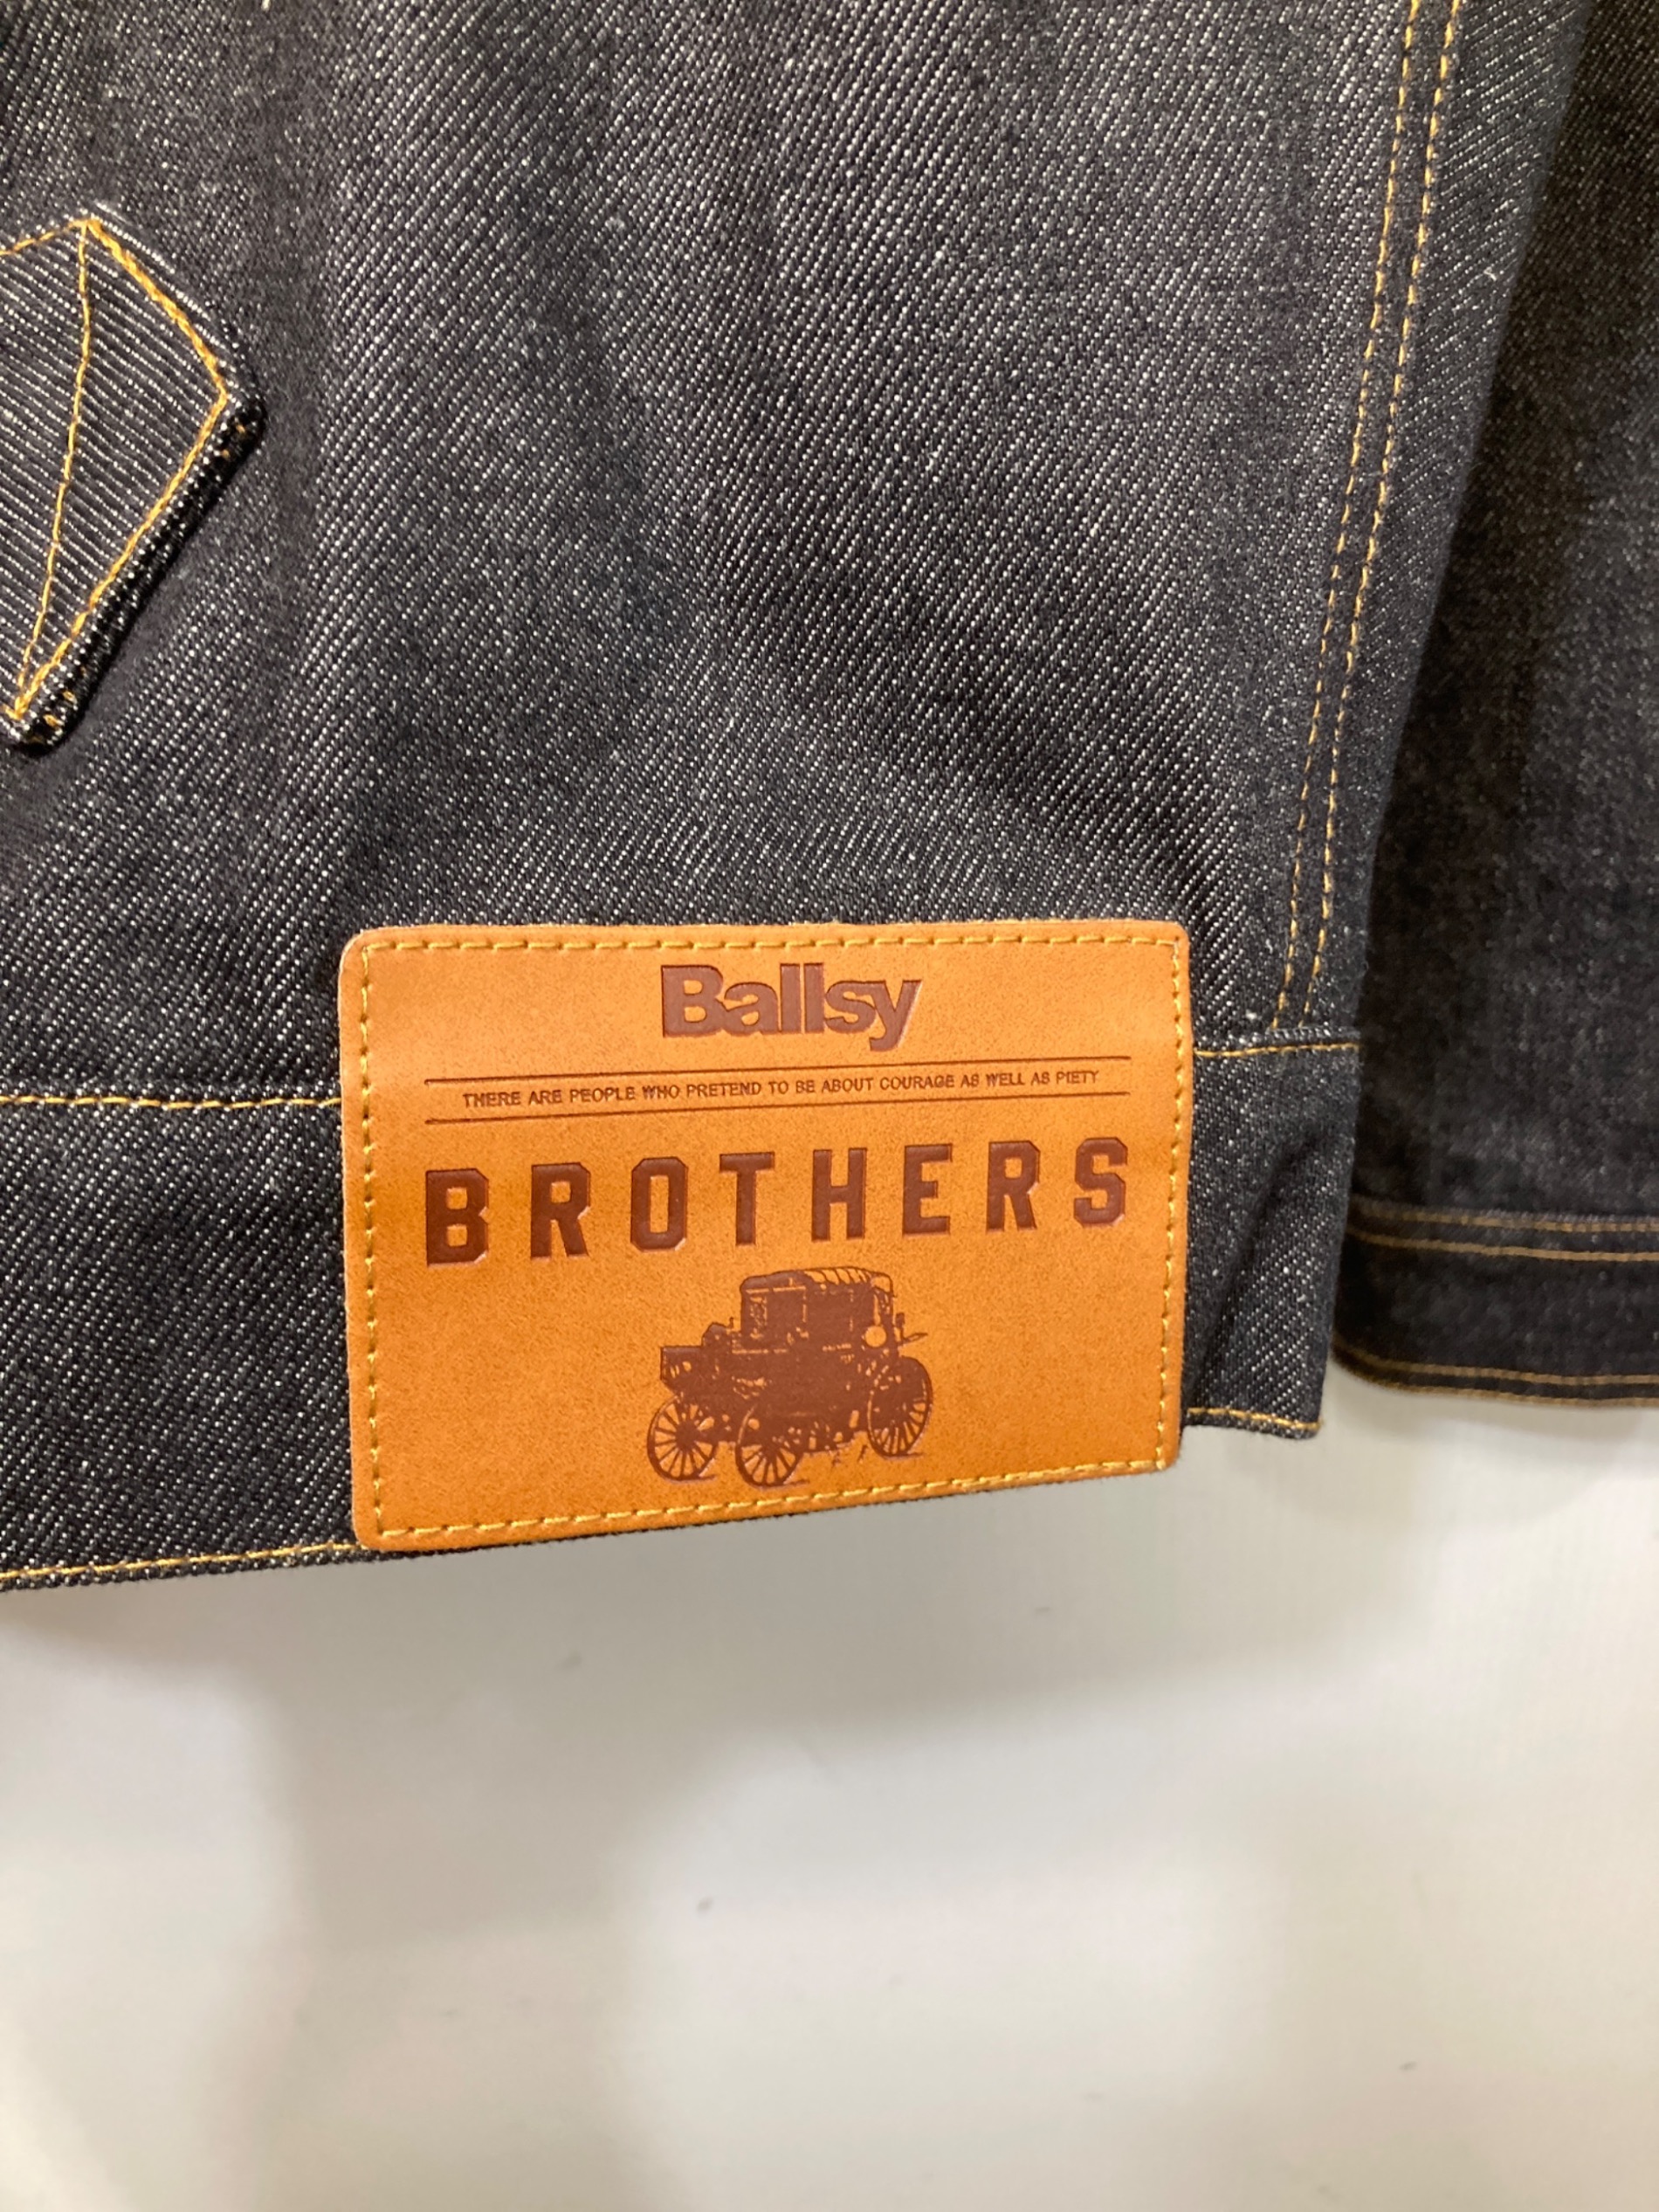 Ballsy
THERE ARE PEOPLE WHO PRETEND TO BE ABOUT COURAGE AS WELL AS PIETY
BROTHERS